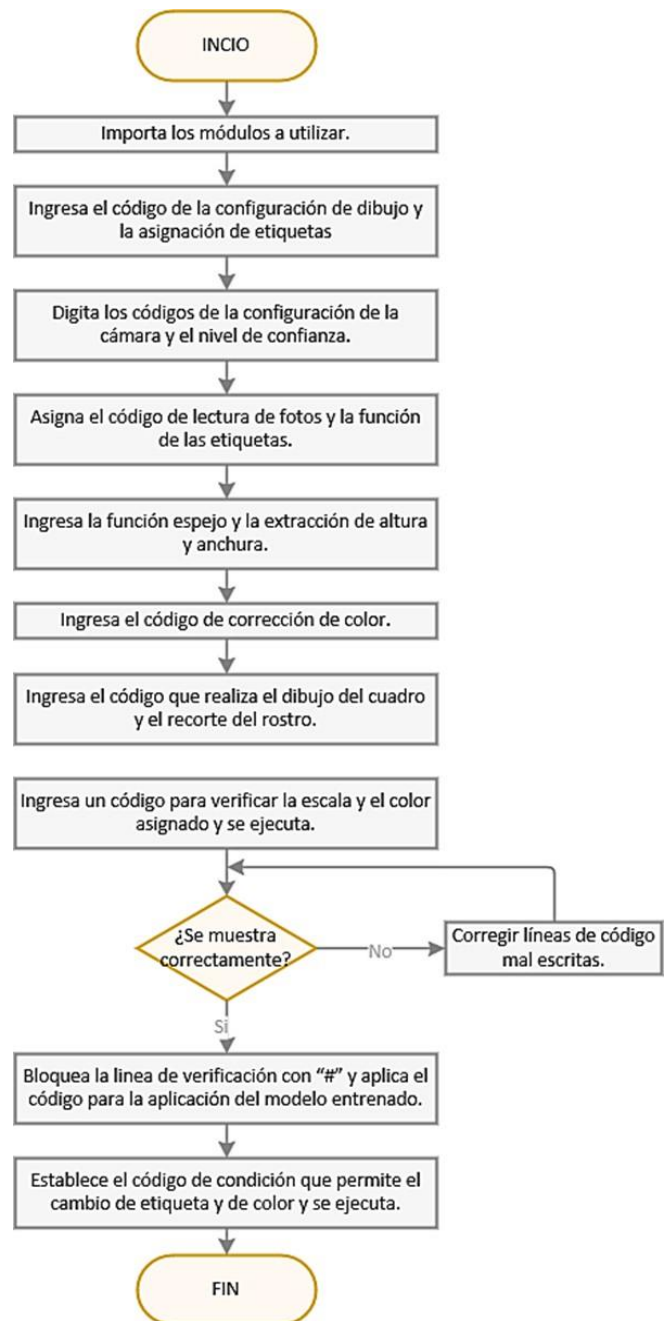 INCIO
Importa los módulos a utilizar.
Ingresa el código de la configuración de dibujo y
la asignación de etiquetas
Digita los códigos de la configuración de la
cámara y el nivel de confianza.
Asigna el código de lectura de fotos y la función
de las etiquetas.
Ingresa la función espejo y la extracción de altura
y anchura.
Ingresa el código de corrección de color.
Ingresa el código que realiza el dibujo del cuadro
y el recorte del rostro.
Ingresa un código para verificar la escala y el color
asignado y se ejecuta.
¿Se muestra
correctamente?
No
Corregir líneas de código
mal escritas.
Si
Bloquea la linea de verificación con “#” y aplica el
código para la aplicación del modelo entrenado.
Establece el código de condición que permite el
cambio de etiqueta y de color y se ejecuta.
FIN